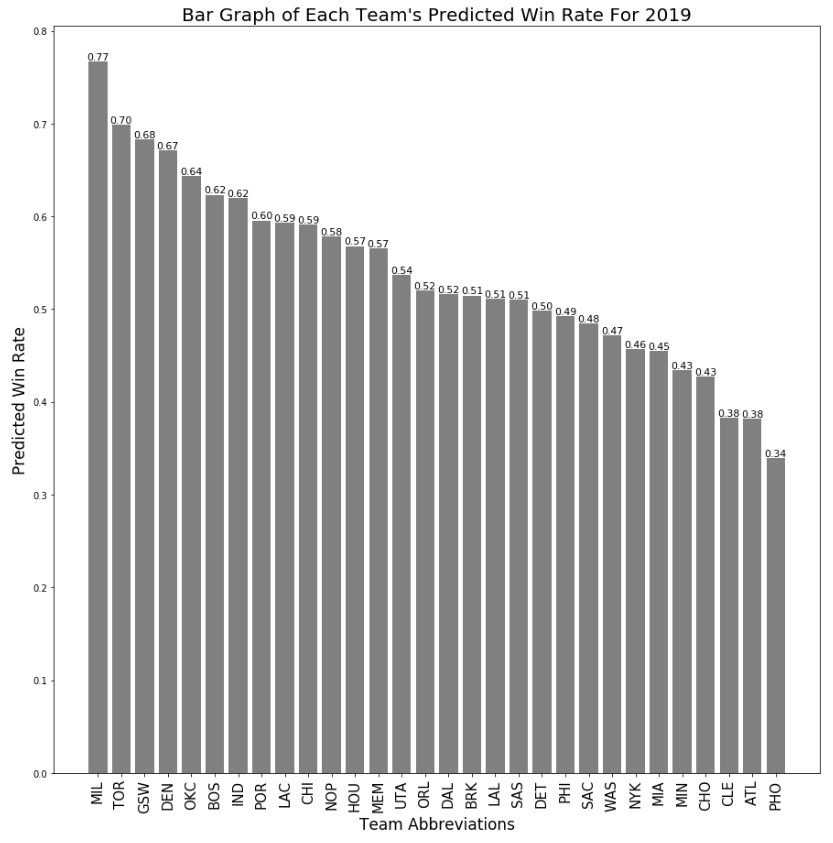 Bar Graph of Each Team's Predicted Win Rate For 2019
0.8
0.7
0.6
0.5
0.4
0.3
0.2
0.1
0.0
Predicted Win Rate
0.77 0.70 0.68 0.67 0.64 0.62 0.62 0.60 0.59 0.59 0.58 0.57 0.57 0.54 0.52 0.52 0.51 0.51 0.51 0.50 0.49 0.48 0.47 0.46 0.45 0.43 0.43 0.38 0.38 0.34
MIL TOR GSW DEN OKC BOS IND POR LAC CHI NOP HOU MEM UTA ORL DAL BRK LAL SAS DET PHI SAC WAS NYK MIA MIN CHO CLE ATL PHO
Team Abbreviations